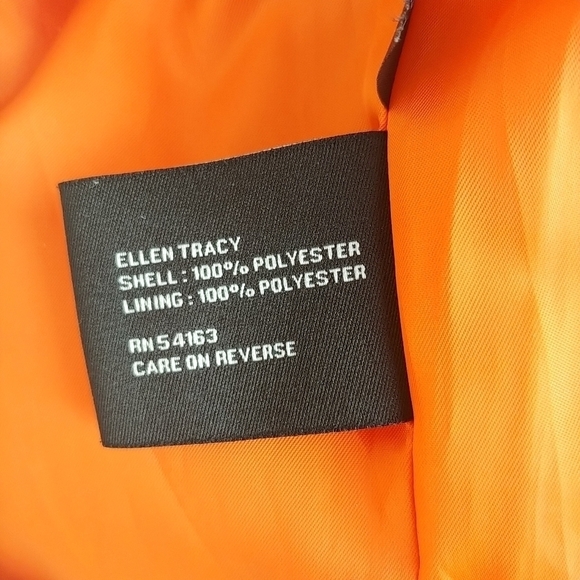 ELLEN TRACY
SHELL : 100% POLYESTER
LINING : 100% POLYESTER
RN 54163
CARE ON REVERSE